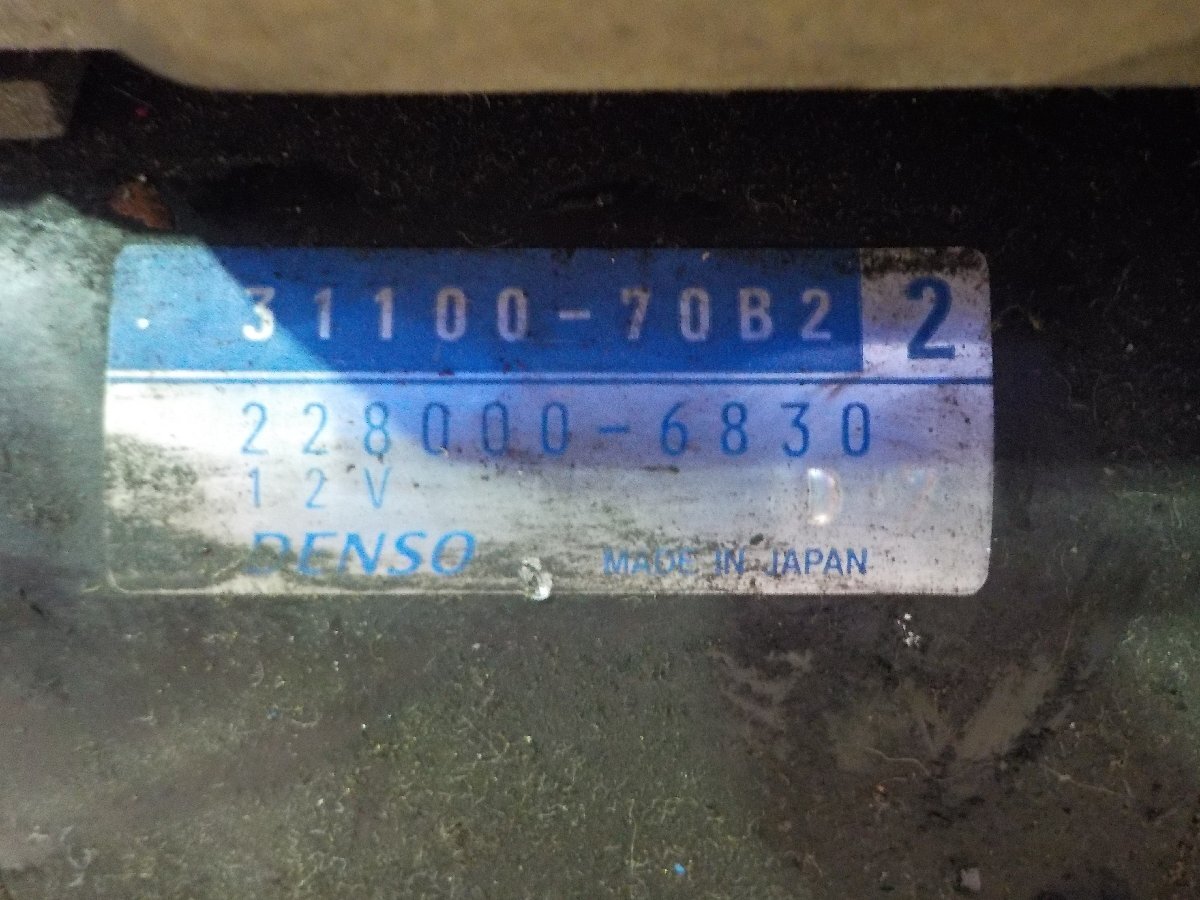 31100-70B2 2
228000-6830
12V
DENSO MADE IN JAPAN